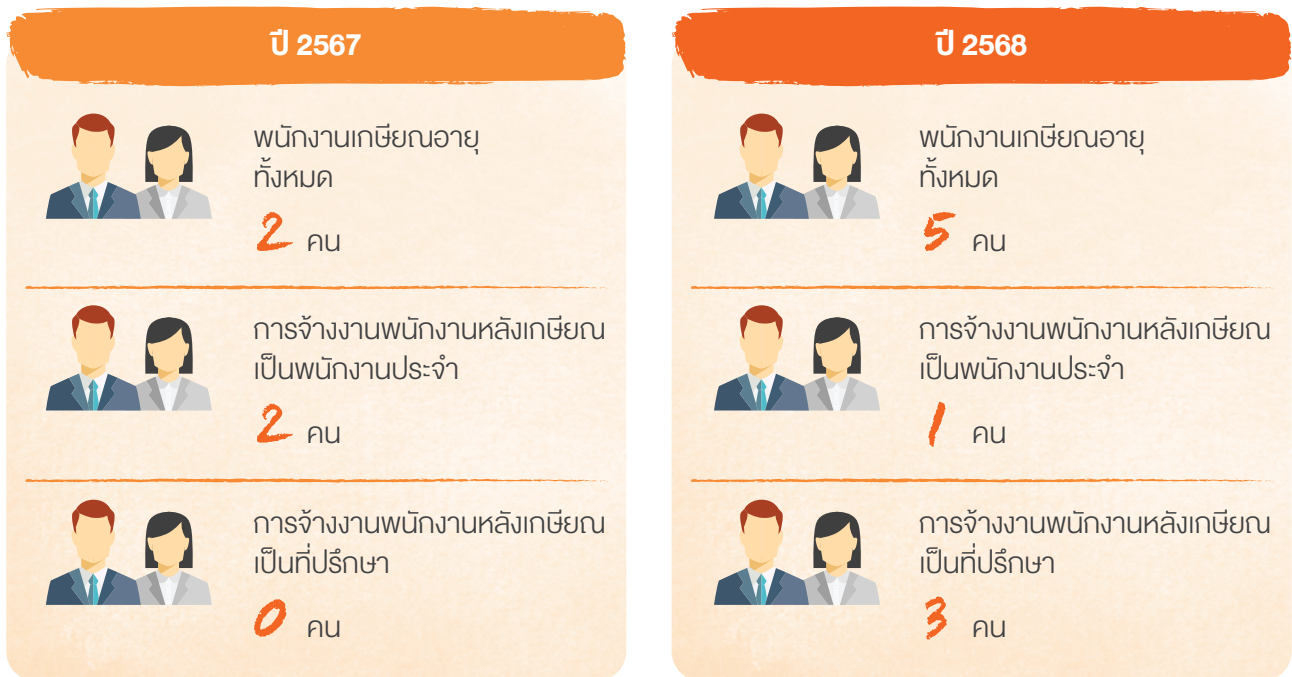 ปี 2567
พนักงานเกษียณอายุ
ทั้งหมด
2 คน
การจ้างงานพนักงานหลังเกษียณ
เป็นพนักงานประจำ
2 คน
การจ้างงานพนักงานหลังเกษียณ
เป็นที่ปรึกษา
0 คน
ปี 2568
พนักงานเกษียณอายุ
ทั้งหมด
5 คน
การจ้างงานพนักงานหลังเกษียณ
เป็นพนักงานประจำ
1 คน
การจ้างงานพนักงานหลังเกษียณ
เป็นที่ปรึกษา
3 คน